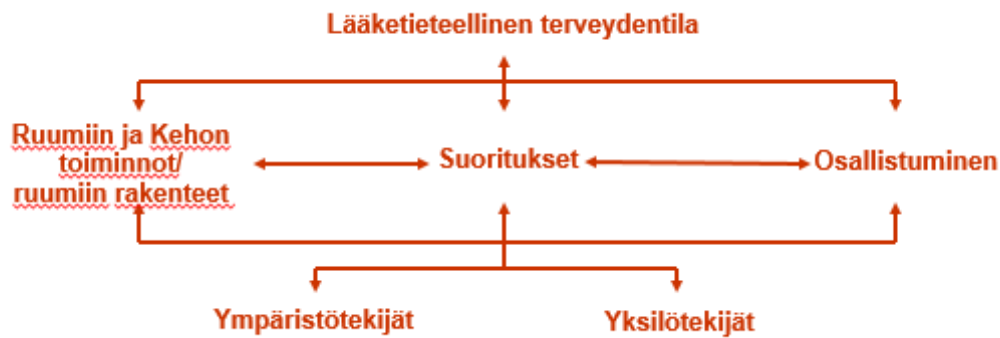 Lääketieteellinen terveydentila
Ruumiin ja Kehon
toiminnot/
ruumiin rakenteet
Suoritukset
Osallistuminen
Ympäristötekijät
Yksilötekijät